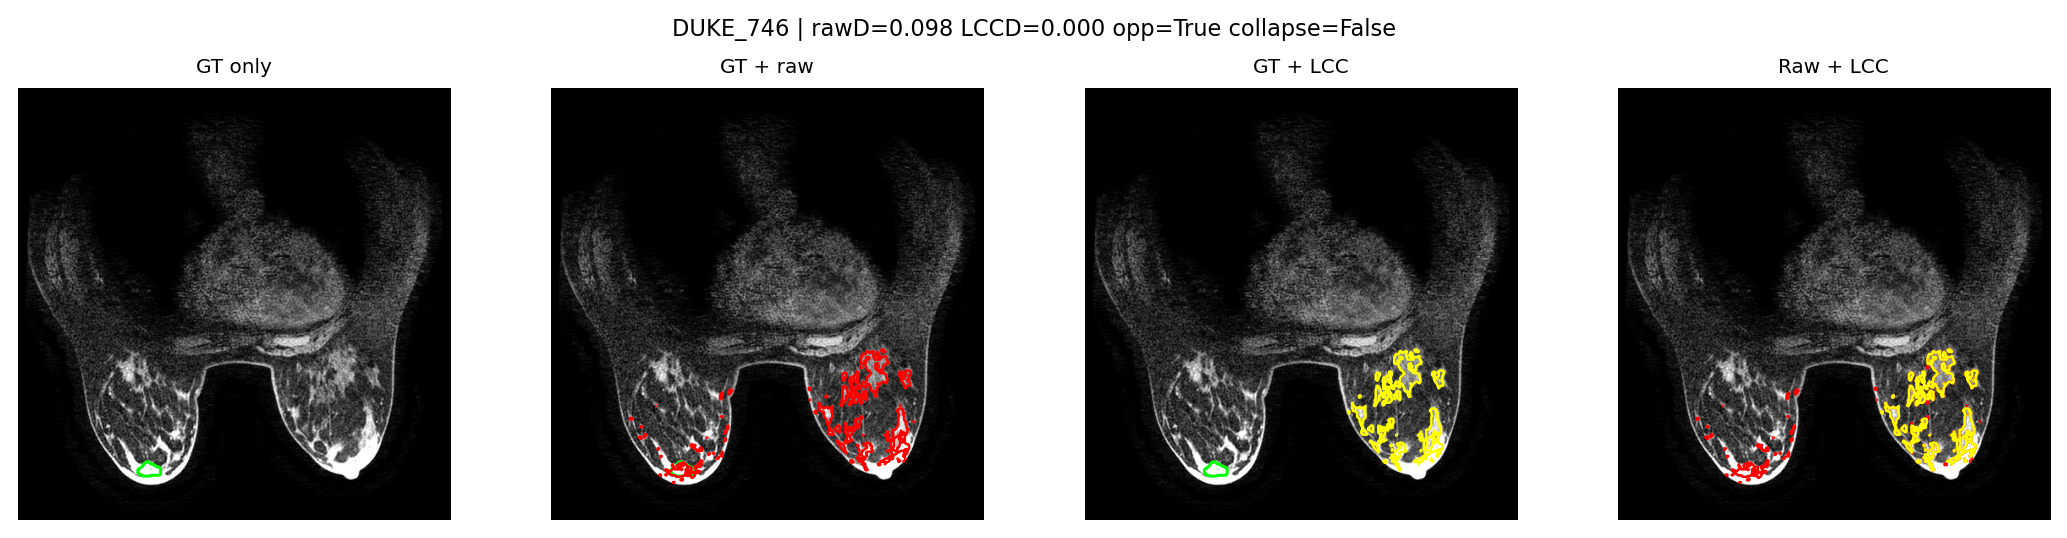 DUKE_746 | rawD=0.098 LCCD=0.000 opp=True collapse=False
GT only
GT + raw
GT + LCC
Raw + LCC